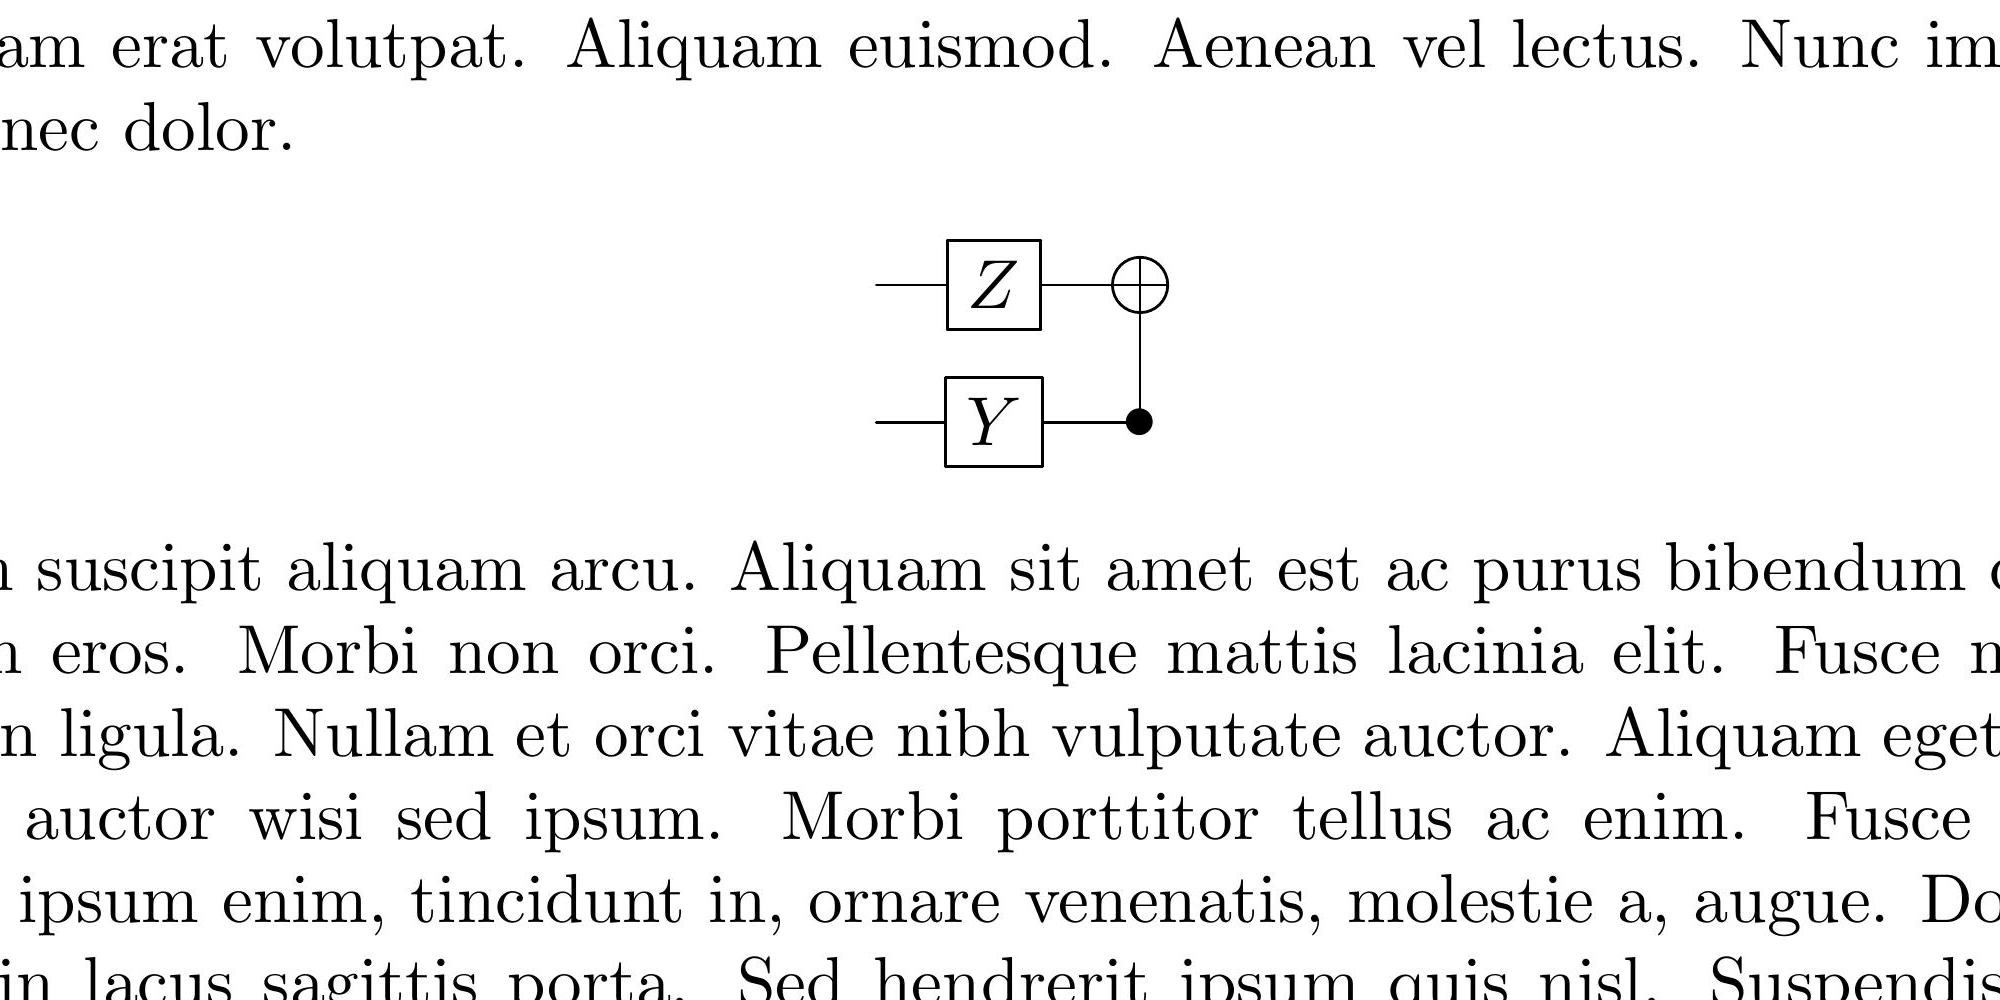 am erat volutpat. Aliquam euismod. Aenean vel lectus. Nunc im
nec dolor.
Z
Y
suscipit aliquam arcu. Aliquam sit amet est ac purus bibendum
eros. Morbi non orci. Pellentesque mattis lacinia elit. Fusce
n ligula. Nullam et orci vitae nibh vulputate auctor. Aliquam eget
auctor wisi sed ipsum. Morbi porttitor tellus ac enim. Fusce
ipsum enim, tincidunt in, ornare venenatis, molestie a, augue. Do
in lacus sagittis porta. Sed hendrerit ipsum quis nisl. Suspendis